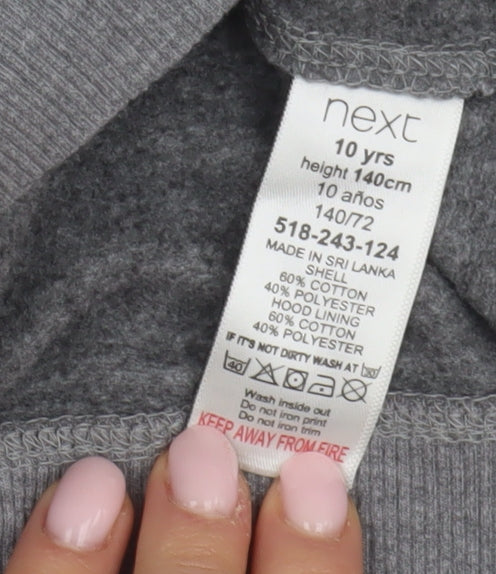 next
10 yrs
height 140cm
10 años
140/72
518-243-124
MADE IN SRI LANKA
SHELL
60% COTTON
40% POLYESTER
HOOD LINING
60% COTTON
40% POLYESTER
IF IT'S NOT DIRTY WASH AT 30
40
Wash inside out
Do not iron print
Do not iron trim
KEEP AWAY FROM FIRE